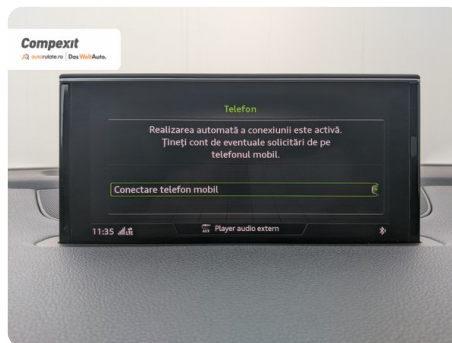 Compexit
autorulate.ro | Das WeltAuto.
Telefon
Realizarea automată a conexiunii este activă.
Țineți cont de eventuale solicitări de pe
telefonul mobil.
Conectare telefon mobil
11:35 LTE Player audio extern